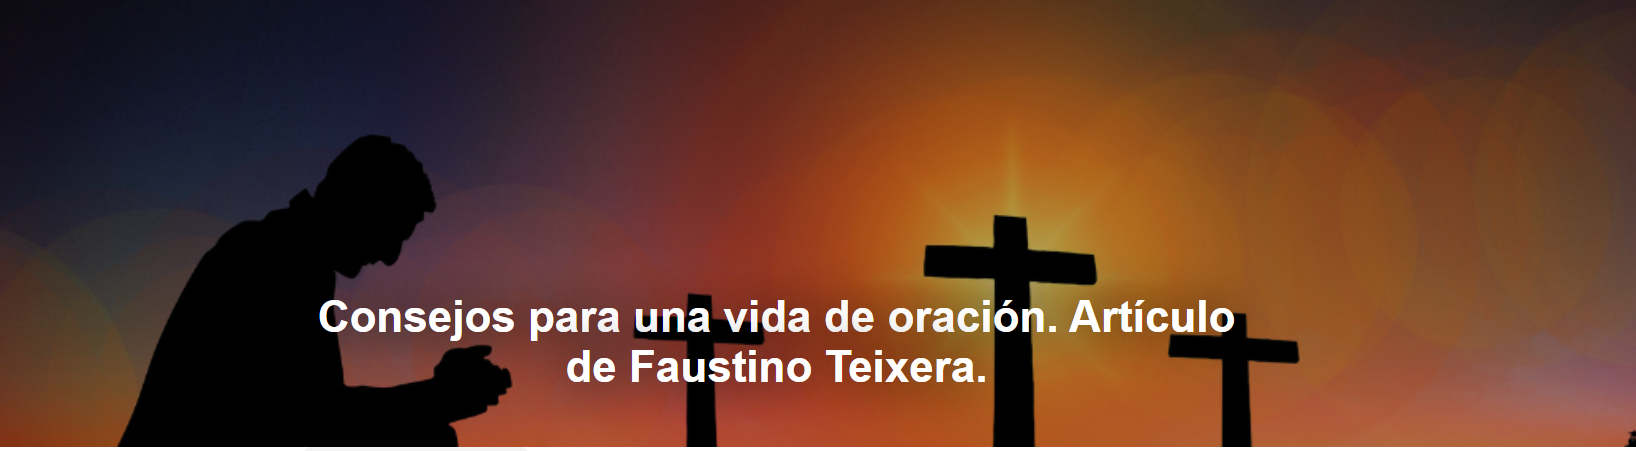 Consejos para una vida de oración. Artículo
de Faustino Teixera.